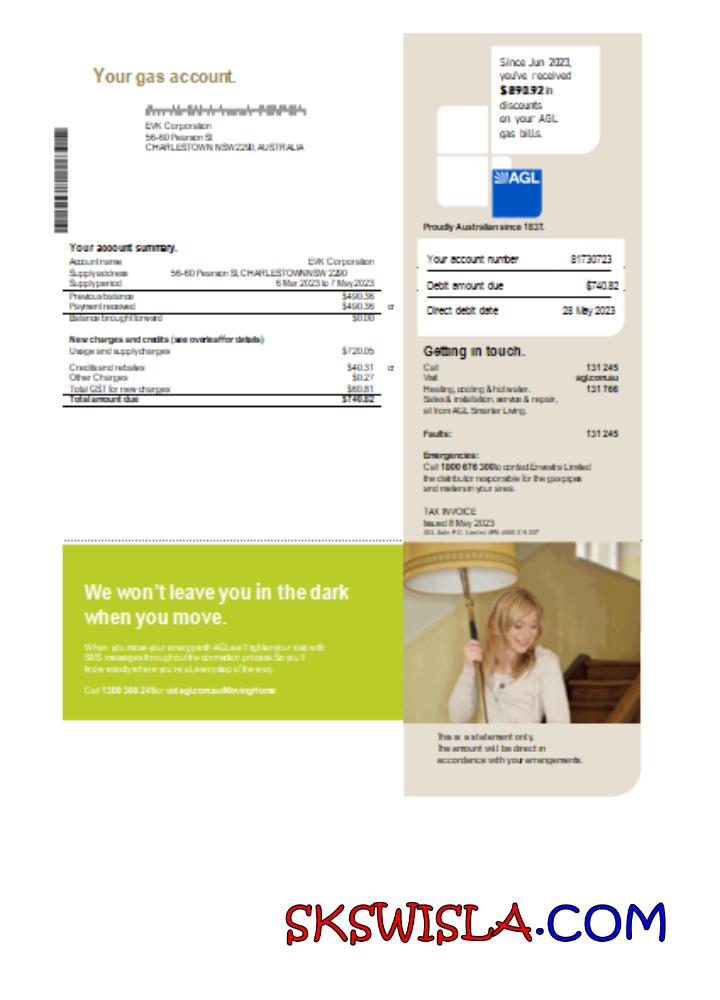 Your gas account.
EVK Corporation
56-60 Pearson St,
CHARLESTOWN NSW2290, AUSTRALIA
Your account summary.
Account name EVK Corporation
Supply address 56-60 Pearson St, CHARLESTOWNNSW 2290
Supply period 6 Mar 2023 to 7 May2023
Previous balance $490.36
Payment received $490.36 cr
Balance brought forward $0.00
New charges and credits (see overleaf for details)
Usage and supply charges $720.05
Credits and rebates $40.31 cr
Other Charges $0.27
Total GST for new charges $60.81
Total amount due $740.82
Since Jun 2023,
you've received
$890.92 in
discounts
on your AGL
gas bills.
AGL
Proudly Australian since 1837.
Your account number 81730723
Debit amount due $740.82
Direct debit date 28 May 2023
Getting in touch.
Call 131 245
Visit agl.com.au
Heating, cooling & hot water. 131 766
Sales & installation, service & repair,
all from AGL Smarter Living.
Faults: 131 245
Emergencies:
Call 1800 676 300 to contact Envestra Limited
the distributor responsible for the gas pipes
and meters in your area.
TAX INVOICE
Issued 8 May 2023
We won't leave you in the dark
when you move.
When you move your energy with AGL we'll lighten your load with
SMS messages throughout the connection process. So you'll
know exactly where you're at, every step of the way.
Call 1300 308 245 or visit agl.com.au/MovingHome
This is a statement only.
The amount will be direct in
accordance with your arrangements.
SKSWISLA.COM